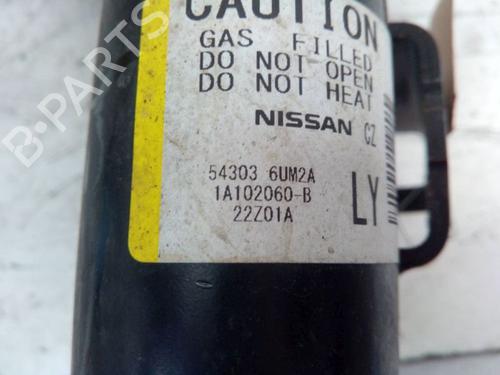 CAUTION
GAS FILLED
DO NOT OPEN
DO NOT HEAT
NISSAN CZ
54303 6UM2A
1A102060-B
22Z01A
LY
B-PARTS